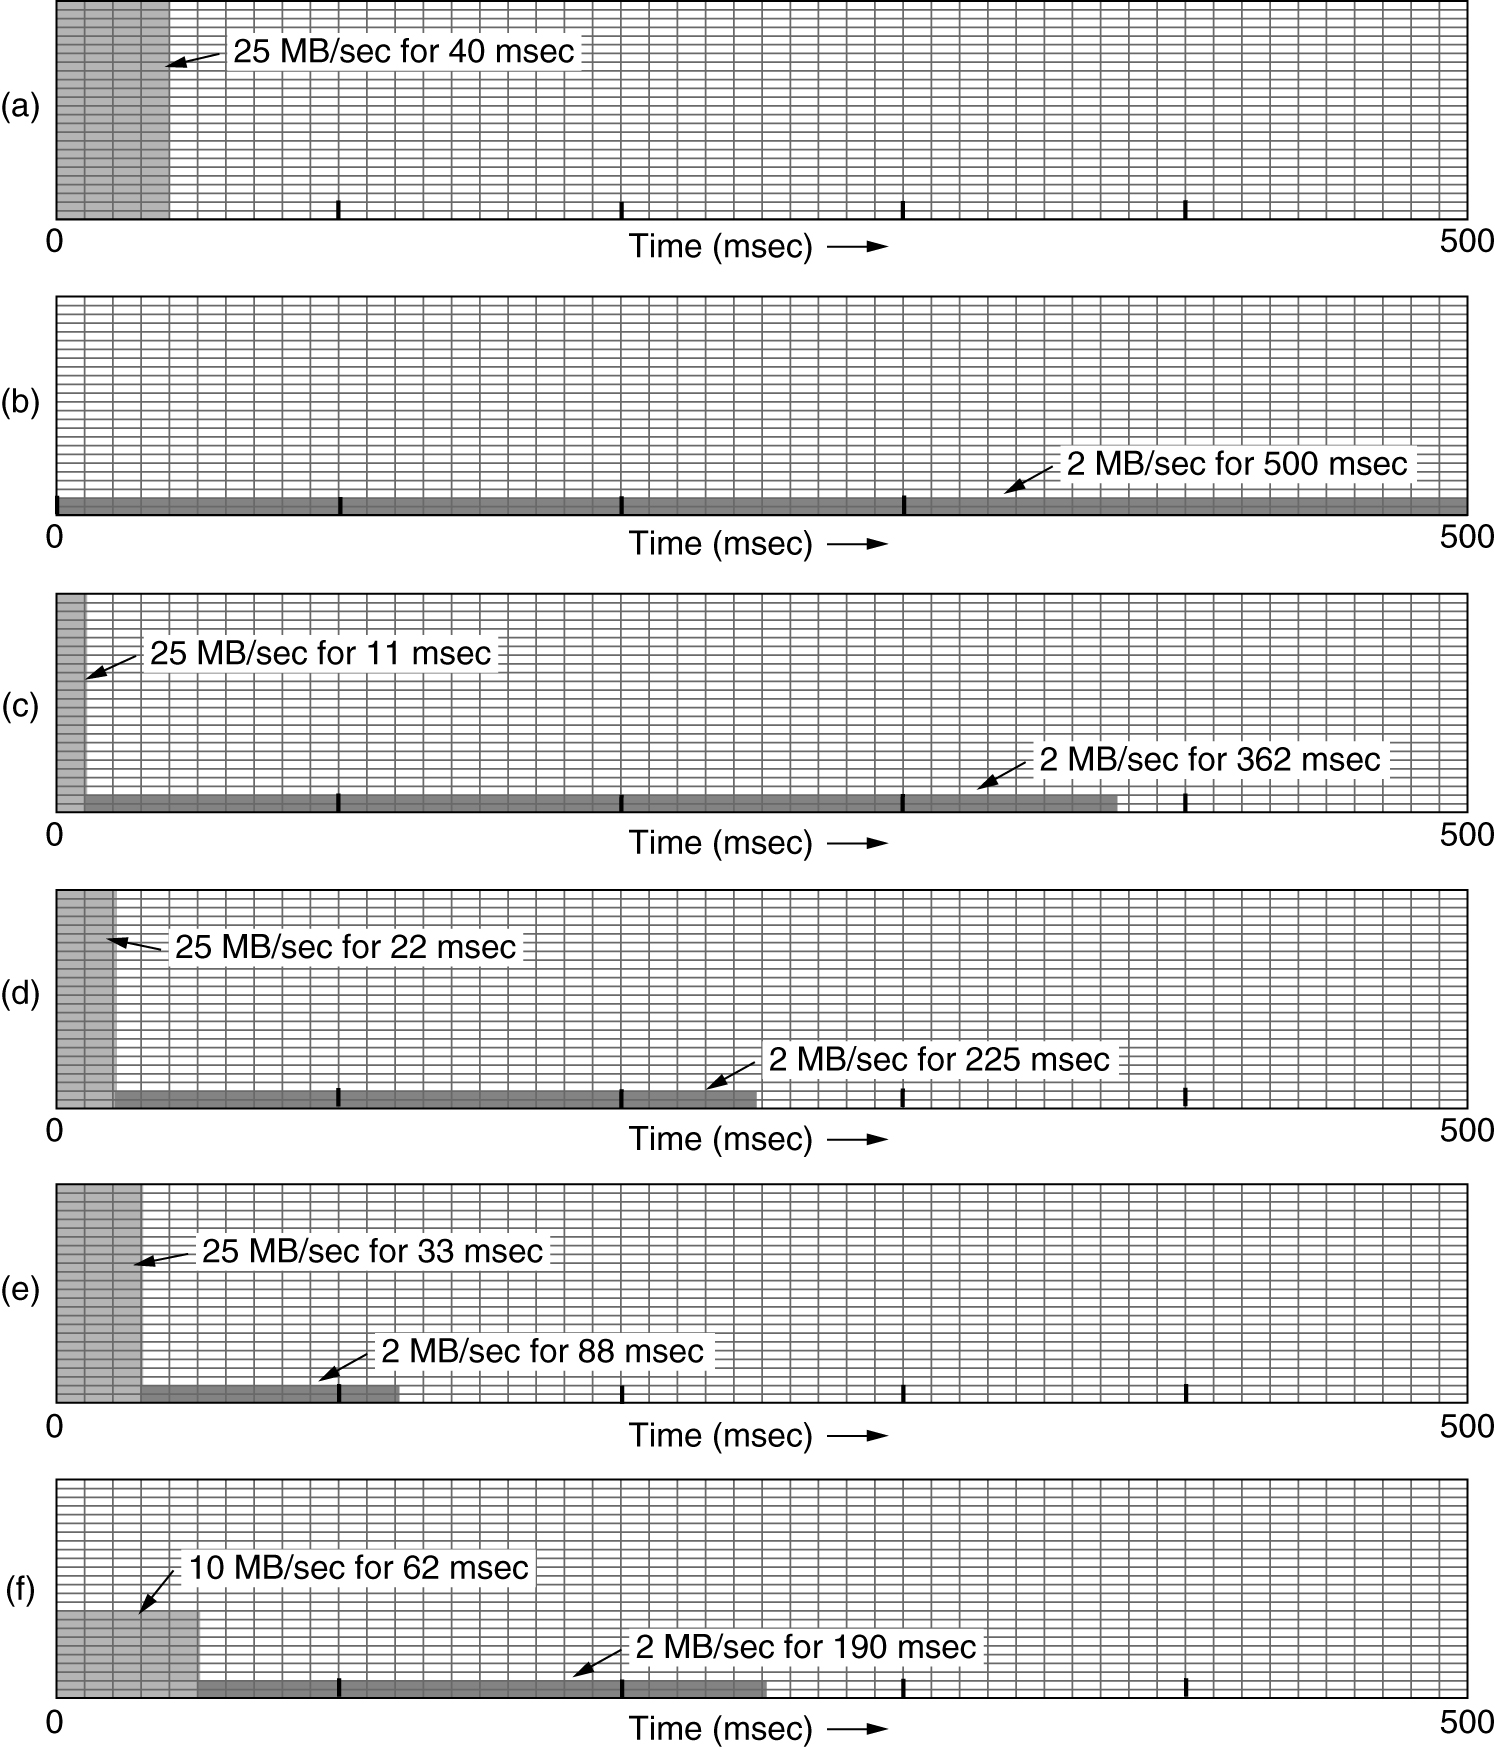 25 MB/sec for 40 msec
(a)
0
Time (msec)
500
(b)
2 MB/sec for 500 msec
0
Time (msec)
500
25 MB/sec for 11 msec
(c)
2 MB/sec for 362 msec
0
Time (msec)
500
25 MB/sec for 22 msec
(d)
2 MB/sec for 225 msec
0
Time (msec)
500
25 MB/sec for 33 msec
(e)
2 MB/sec for 88 msec
0
Time (msec)
500
10 MB/sec for 62 msec
(f)
2 MB/sec for 190 msec
0
Time (msec)
500